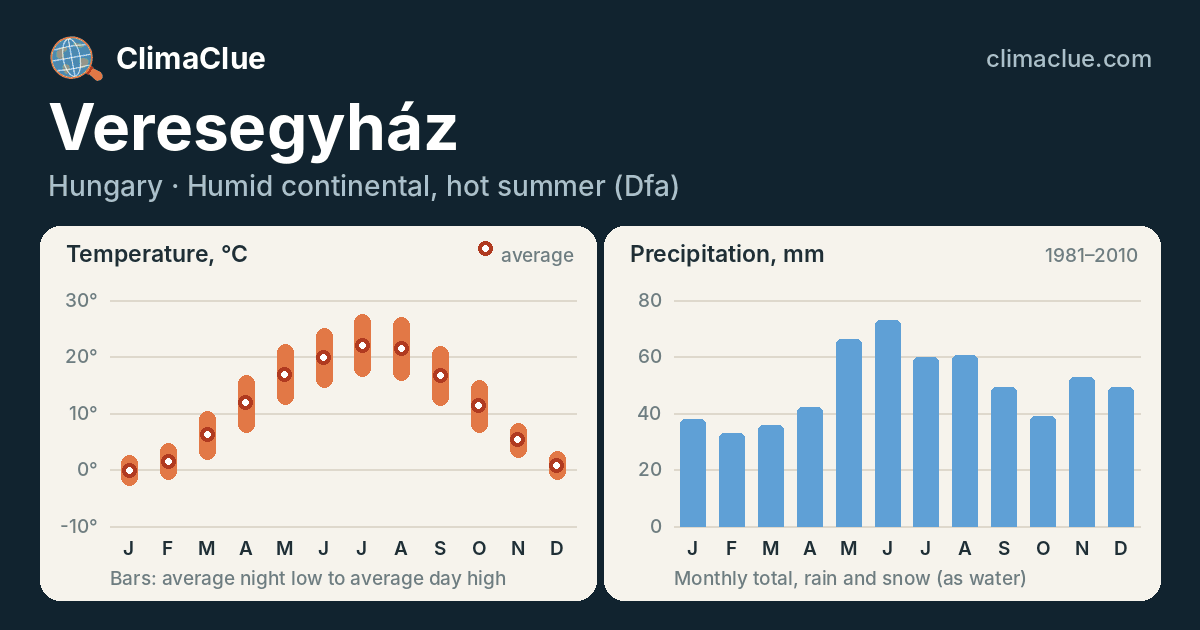 ClimaClue
climaclue.com
Veresegyház
Hungary · Humid continental, hot summer (Dfa)
Temperature, °C
average
30°
20°
10°
0°
-10°
J F M A M J J A S O N D
Bars: average night low to average day high
Precipitation, mm
1981–2010
80
60
40
20
0
J F M A M J J A S O N D
Monthly total, rain and snow (as water)